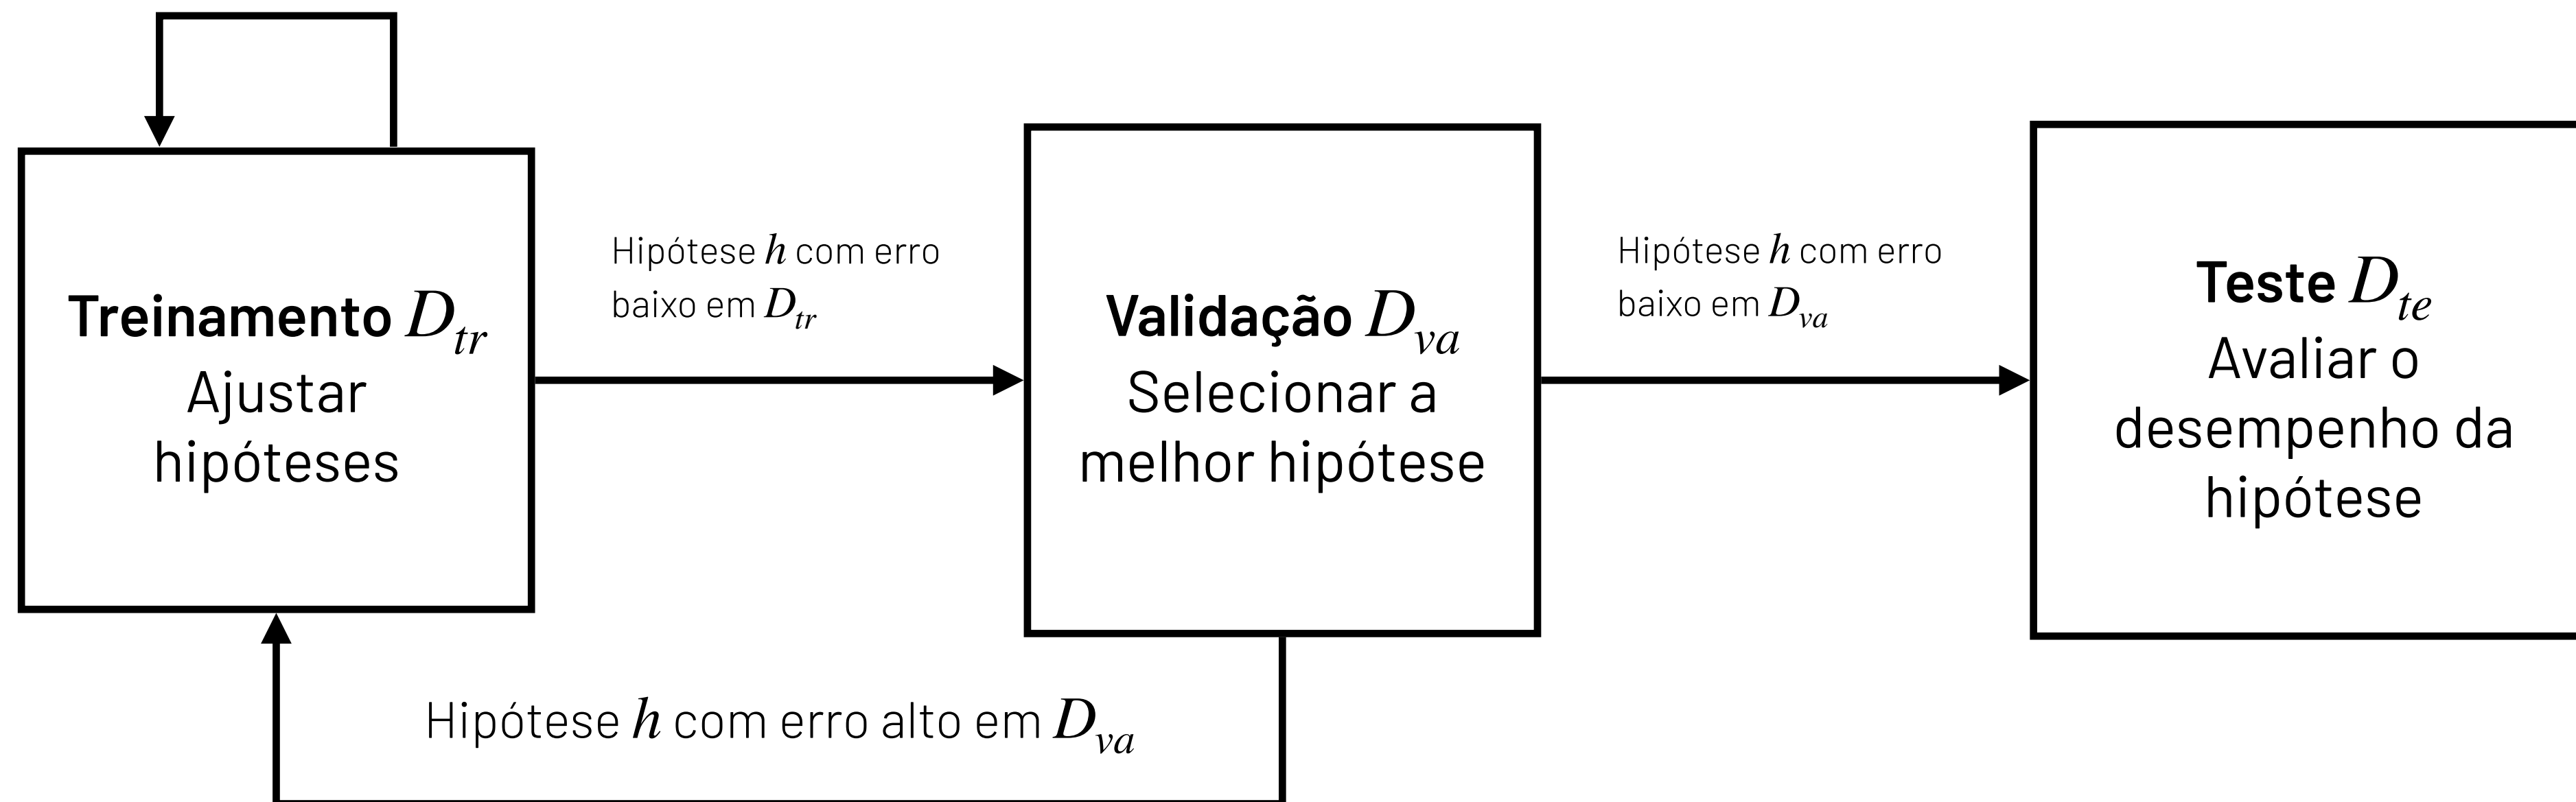 Treinamento D_tr
Ajustar
hipóteses
Hipótese h com erro
baixo em D_tr
Validação D_va
Selecionar a
melhor hipótese
Hipótese h com erro
baixo em D_va
Teste D_te
Avaliar o
desempenho da
hipótese
Hipótese h com erro alto em D_va